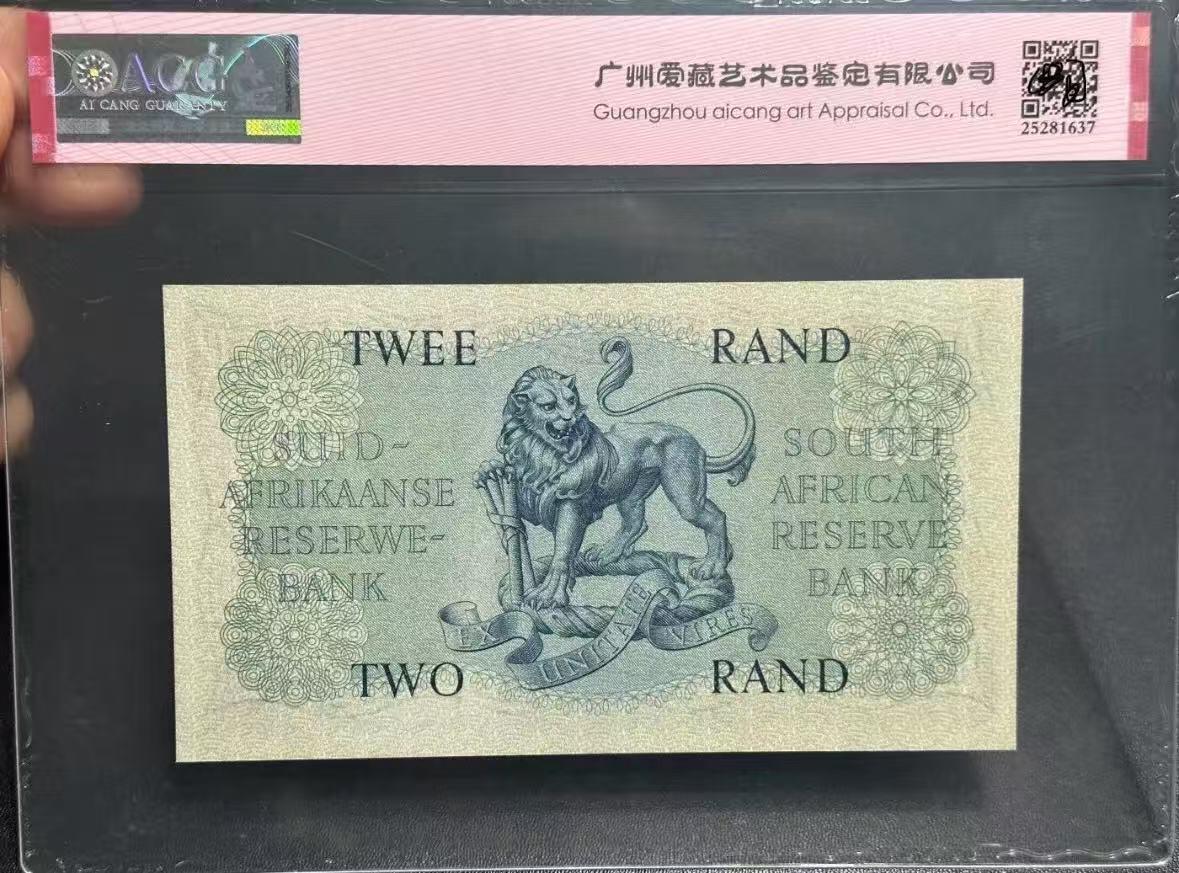 ACG
AI CANG GUARANTY
广州爱藏艺术品鉴定有限公司
Guangzhou aicang art Appraisal Co., Ltd.
25281637
TWEE RAND
SUID-
AFRIKAANSE
RESERWE-
BANK
SOUTH
AFRICAN
RESERVE
BANK
EX UNITATE VIRES
TWO RAND